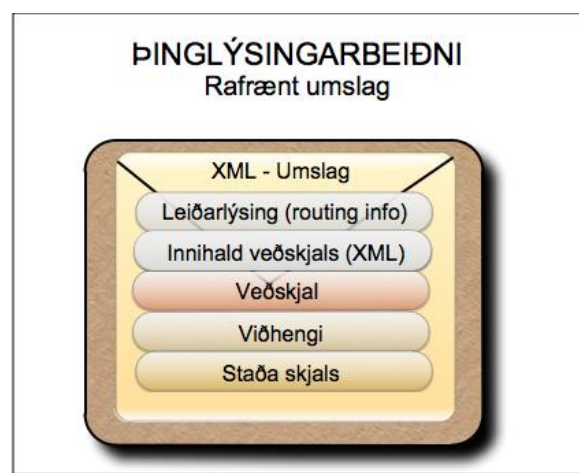 ÞINGLÝSINGARBEIÐNI
Rafrænt umslag
XML - Umslag
Leiðarlýsing (routing info)
Innihald veðskjals (XML)
Veðskjal
Viðhengi
Staða skjals